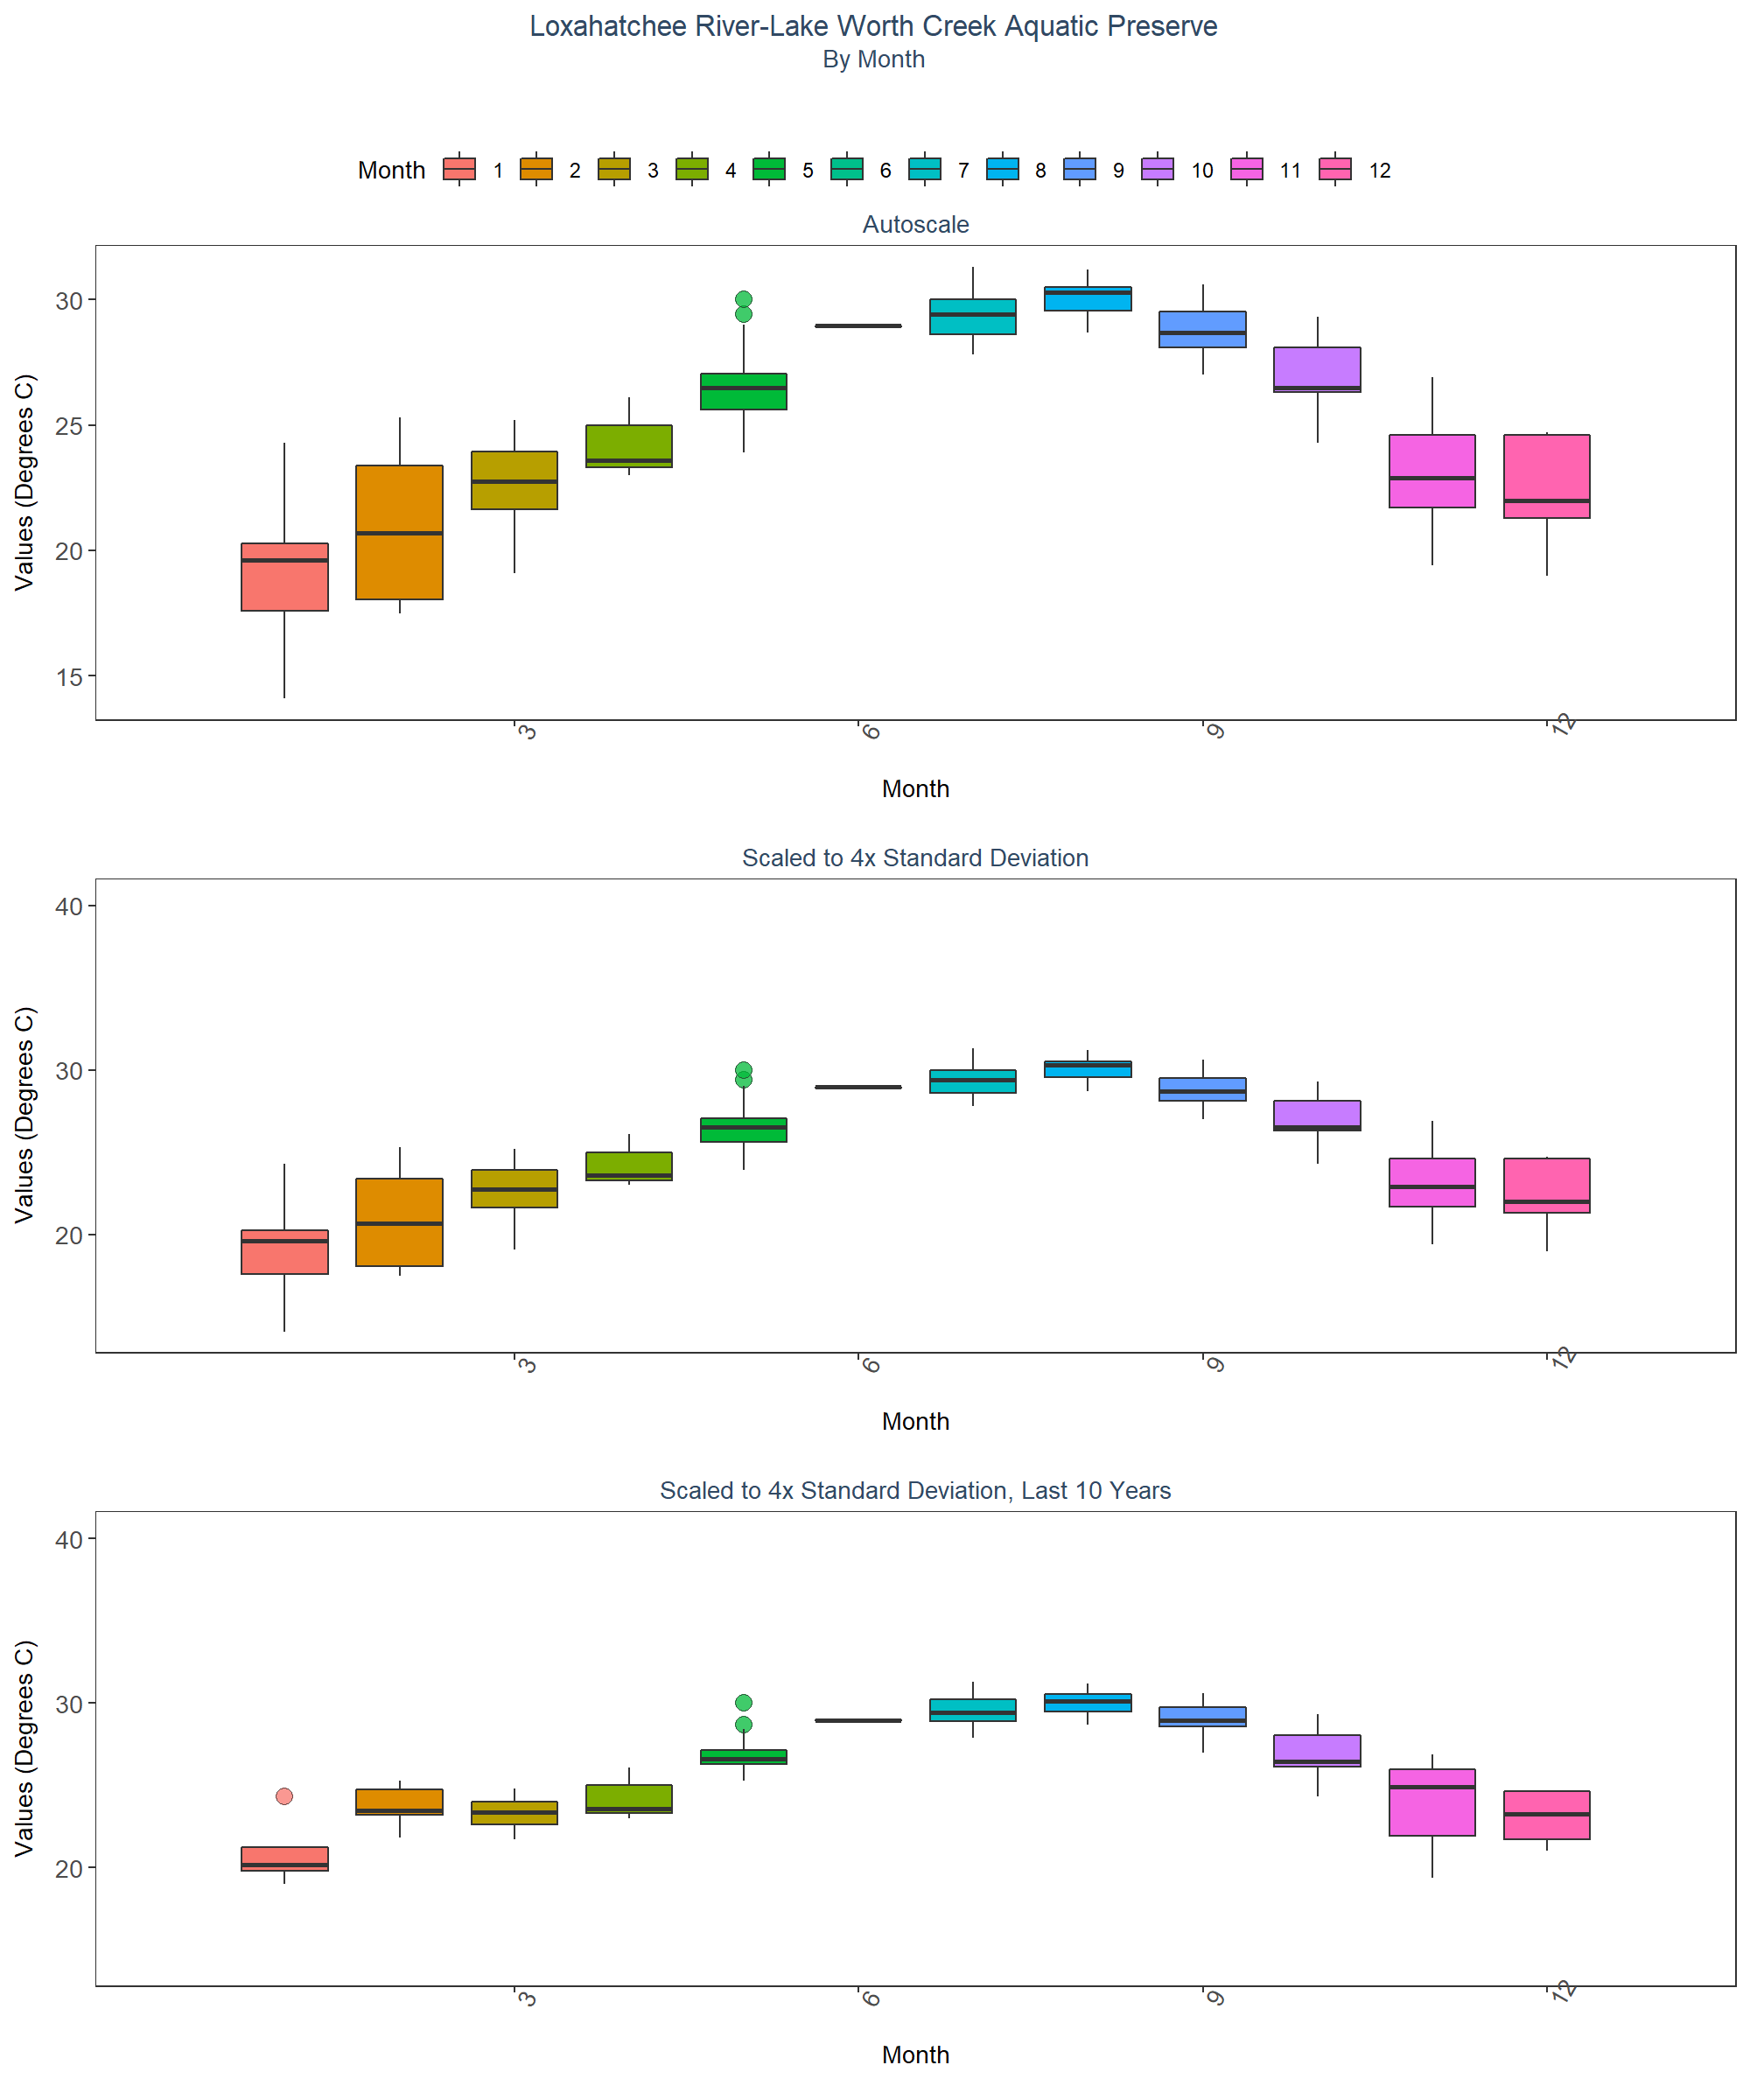 Loxahatchee River-Lake Worth Creek Aquatic Preserve
By Month
Month 1 2 3 4 5 6 7 8 9 10 11 12
Autoscale
Values (Degrees C)
30
25
20
15
3 6 9 12
Month
Scaled to 4x Standard Deviation
Values (Degrees C)
40
30
20
3 6 9 12
Month
Scaled to 4x Standard Deviation, Last 10 Years
Values (Degrees C)
40
30
20
3 6 9 12
Month